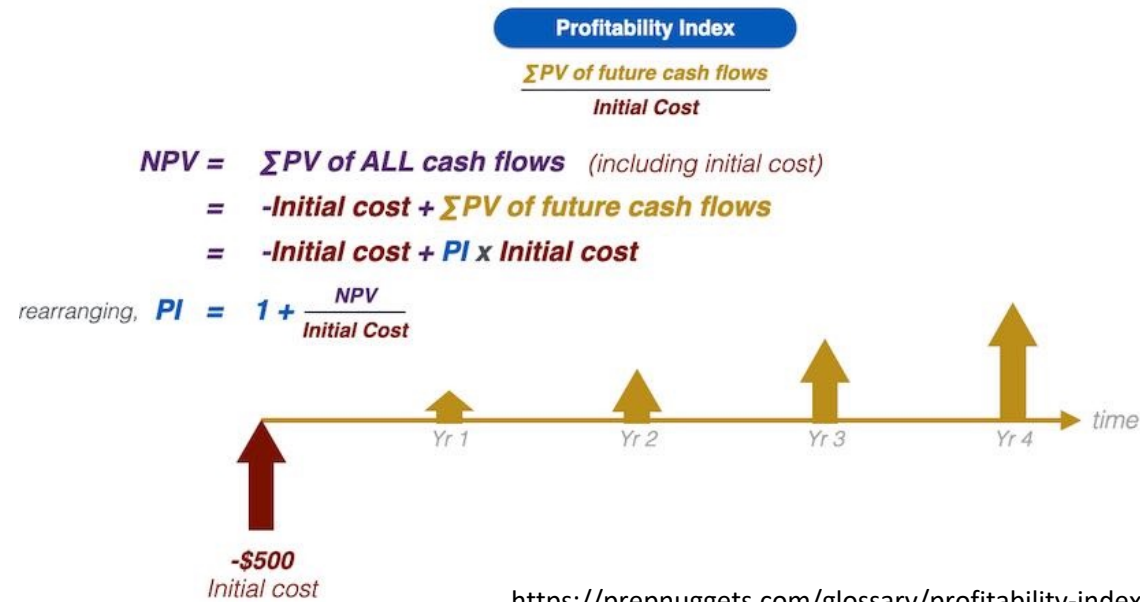 Profitability Index
∑PV of future cash flows
Initial Cost
NPV = ∑PV of ALL cash flows (including initial cost)
= -Initial cost + ∑PV of future cash flows
= -Initial cost + PI x Initial cost
rearranging, PI = 1 + NPV
Initial Cost
time
Yr 1 Yr 2 Yr 3 Yr 4
-$500
Initial cost
https://prepnuggets.com/glossary/profitability-index